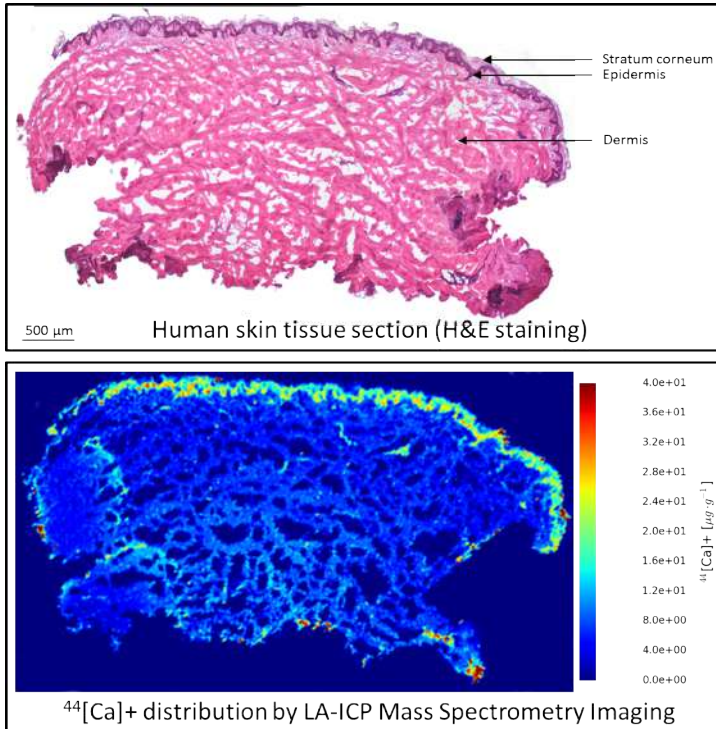 Stratum corneum
Epidermis
Dermis
500 µm
Human skin tissue section (H&E staining)
4.0e+01
3.6e+01
3.2e+01
2.8e+01
2.4e+01
2.0e+01
1.6e+01
1.2e+01
8.0e+00
4.0e+00
0.0e+00
⁴⁴[Ca]+ [µg·g⁻¹]
⁴⁴[Ca]+ distribution by LA-ICP Mass Spectrometry Imaging